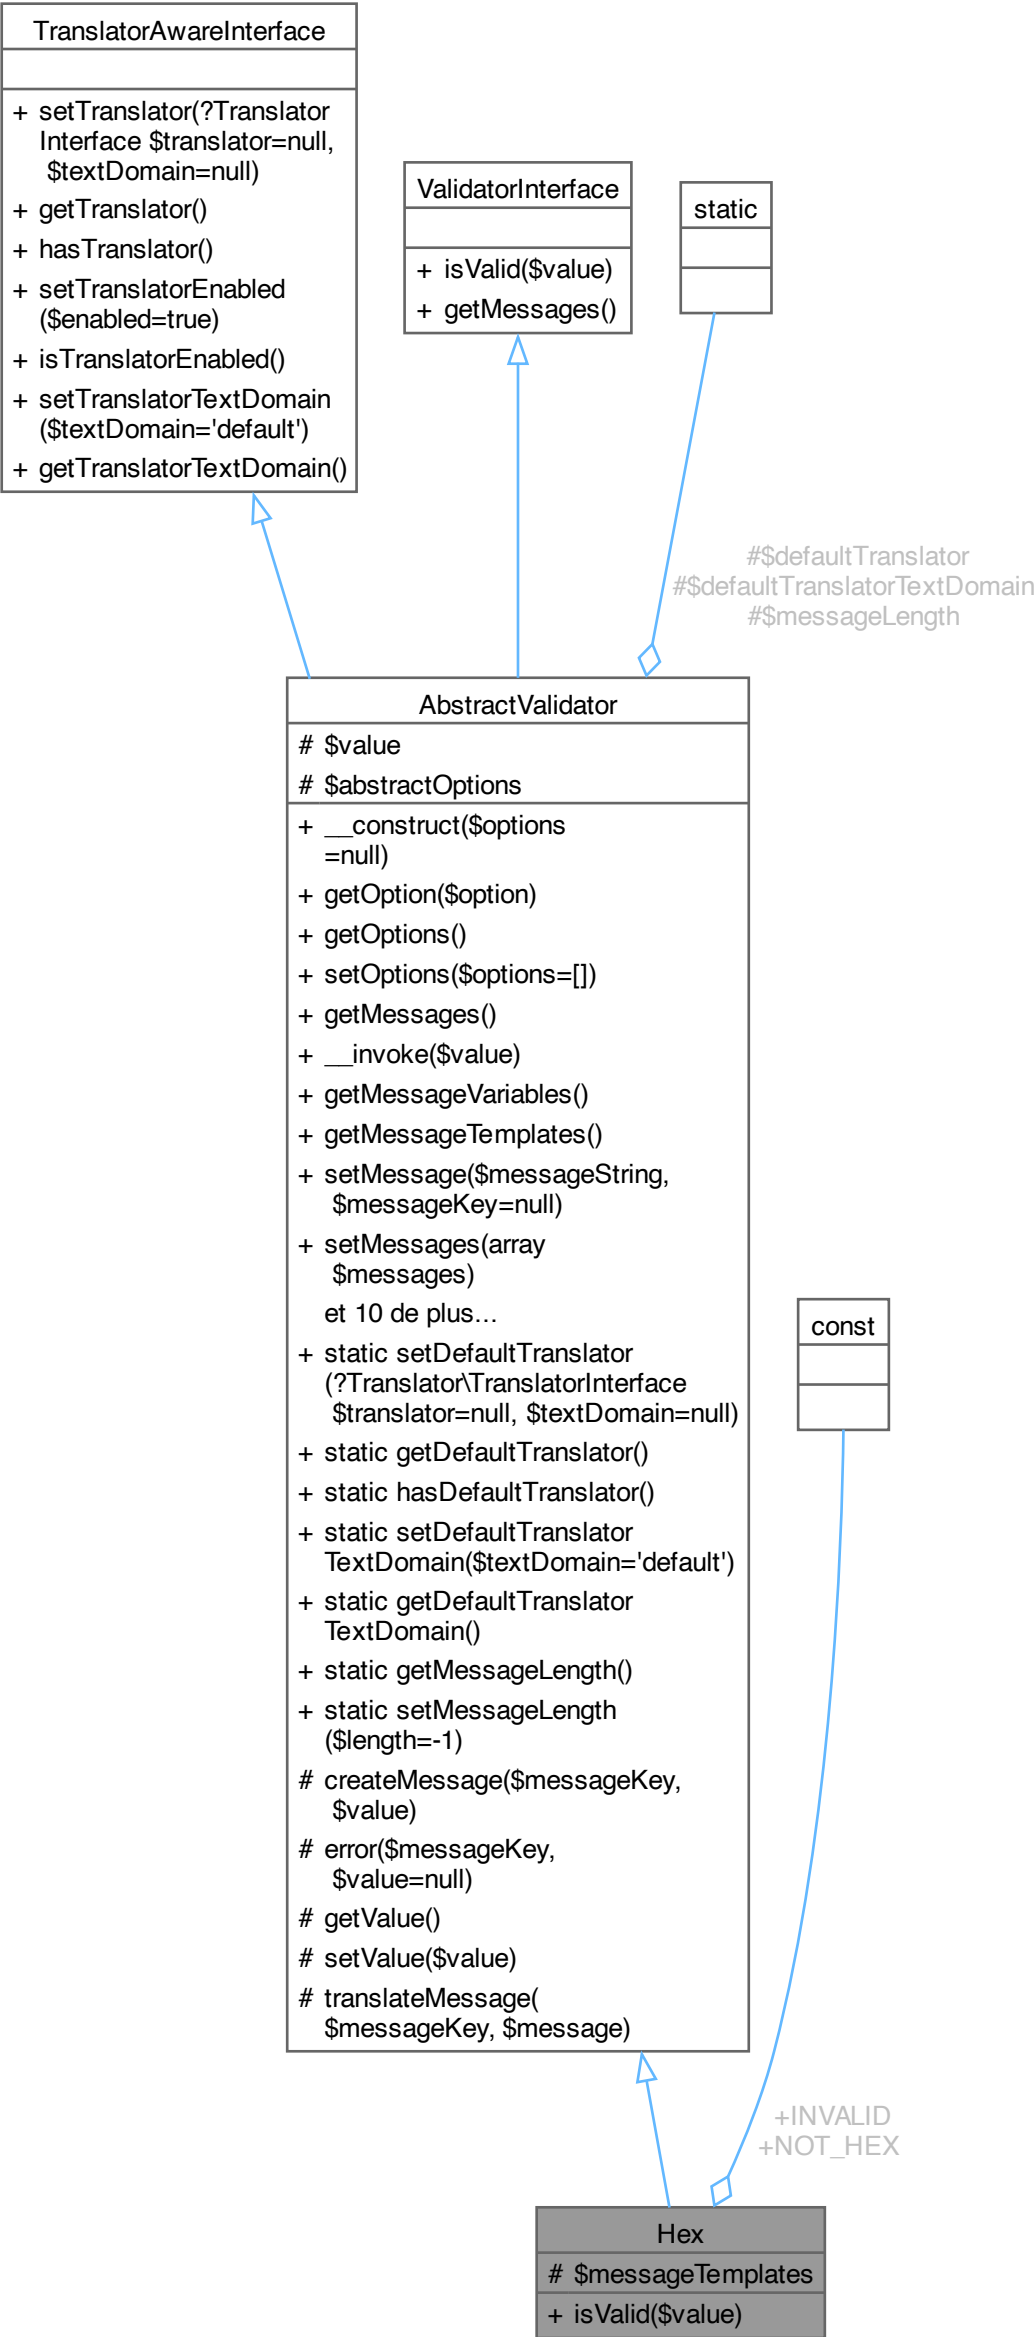 TranslatorAwareInterface
+ setTranslator(?Translator
Interface $translator=null,
$textDomain=null)
+ getTranslator()
+ hasTranslator()
+ setTranslatorEnabled
($enabled=true)
+ isTranslatorEnabled()
+ setTranslatorTextDomain
($textDomain='default')
+ getTranslatorTextDomain()
ValidatorInterface
+ isValid($value)
+ getMessages()
static
#$defaultTranslator
#$defaultTranslatorTextDomain
#$messageLength
AbstractValidator
# $value
# $abstractOptions
+ __construct($options
=null)
+ getOption($option)
+ getOptions()
+ setOptions($options=[])
+ getMessages()
+ __invoke($value)
+ getMessageVariables()
+ getMessageTemplates()
+ setMessage($messageString,
$messageKey=null)
+ setMessages(array
$messages)
et 10 de plus...
+ static setDefaultTranslator
(?Translator\TranslatorInterface
$translator=null, $textDomain=null)
+ static getDefaultTranslator()
+ static hasDefaultTranslator()
+ static setDefaultTranslator
TextDomain($textDomain='default')
+ static getDefaultTranslator
TextDomain()
+ static getMessageLength()
+ static setMessageLength
($length=-1)
# createMessage($messageKey,
$value)
# error($messageKey,
$value=null)
# getValue()
# setValue($value)
# translateMessage(
$messageKey, $message)
const
+INVALID
+NOT_HEX
Hex
# $messageTemplates
+ isValid($value)